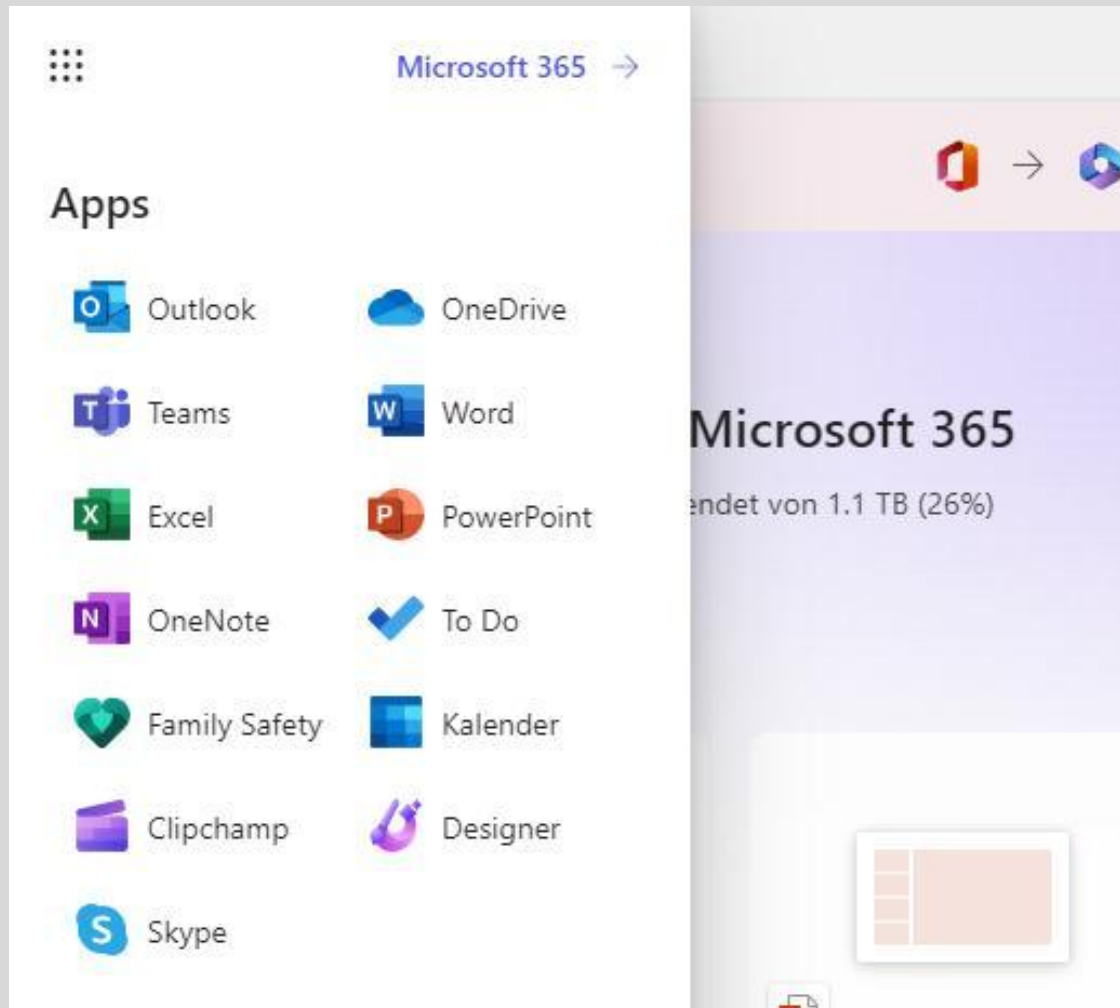 Microsoft 365
Apps
Outlook
OneDrive
Teams
Word
Excel
PowerPoint
OneNote
To Do
Family Safety
Kalender
Clipchamp
Designer
Skype
Microsoft 365
endet von 1.1 TB (26%)